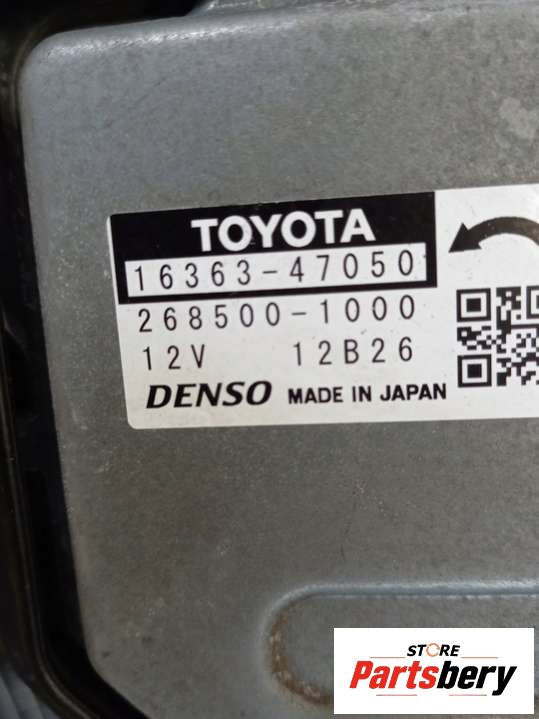 TOYOTA
16363-47050
268500-1000
12V 12B26
DENSO MADE IN JAPAN
STORE
Partsbery